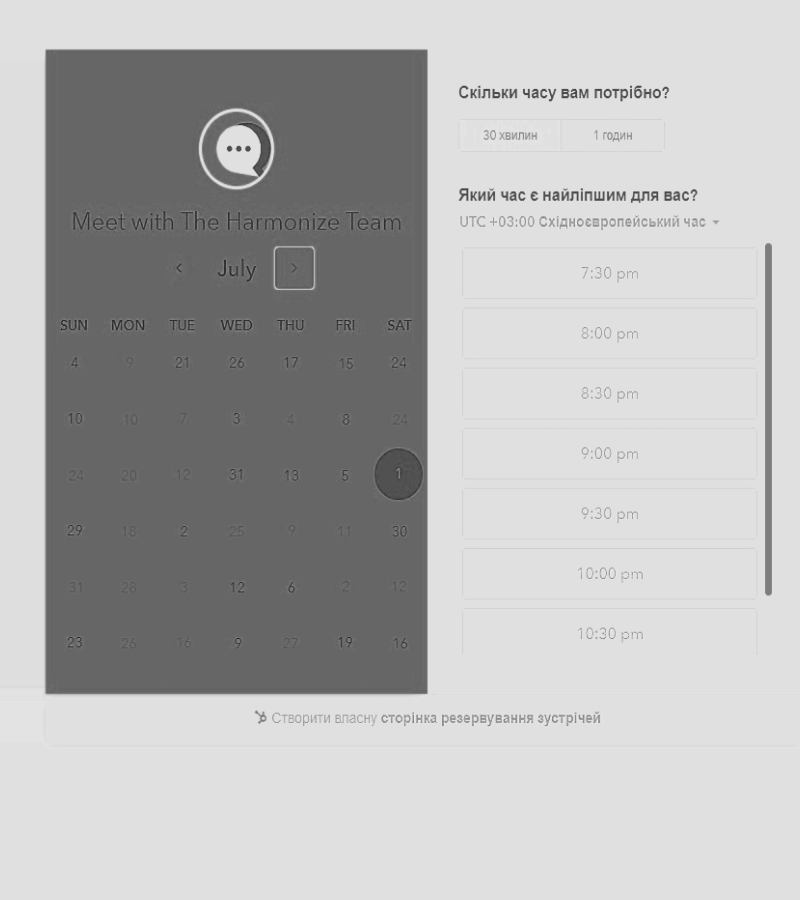 Meet with The Harmonize Team
July
SUN MON TUE WED THU FRI SAT
4 9 21 26 17 15 24
10 10 7 3 4 8 24
24 20 12 31 13 5 1
29 18 2 25 9 11 30
31 28 3 12 6 2 12
23 26 16 9 27 19 16
Скільки часу вам потрібно?
30 хвилин 1 годин
Який час є найліпшим для вас?
UTC +03:00 Східноєвропейський час
7:30 pm
8:00 pm
8:30 pm
9:00 pm
9:30 pm
10:00 pm
10:30 pm
Створити власну сторінка резервування зустрічей